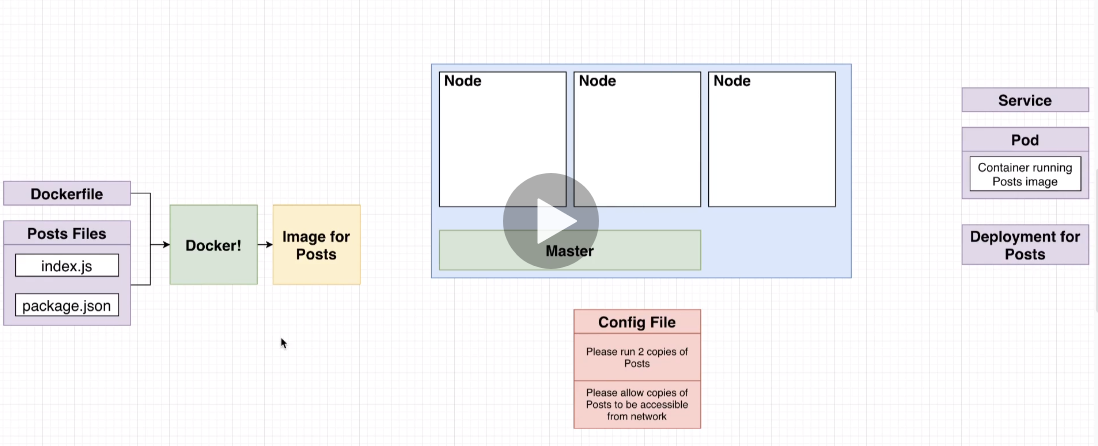 Dockerfile
Posts Files
index.js
package.json
Docker!
Image for
Posts
Node
Node
Node
Master
Config File
Please run 2 copies of
Posts
Please allow copies of
Posts to be accessible
from network
Service
Pod
Container running
Posts image
Deployment for
Posts